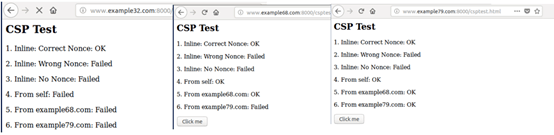 www.example32.com:8000/
CSP Test
1. Inline: Correct Nonce: OK
2. Inline: Wrong Nonce: Failed
3. Inline: No Nonce: Failed
4. From self: Failed
5. From example68.com: Failed
6. From example79.com: Failed
www.example68.com:8000/csptest
CSP Test
1. Inline: Correct Nonce: OK
2. Inline: Wrong Nonce: Failed
3. Inline: No Nonce: Failed
4. From self: OK
5. From example68.com: OK
6. From example79.com: Failed
Click me
www.example79.com:8000/csptest.html
CSP Test
1. Inline: Correct Nonce: OK
2. Inline: Wrong Nonce: Failed
3. Inline: No Nonce: Failed
4. From self: OK
5. From example68.com: OK
6. From example79.com: OK
Click me